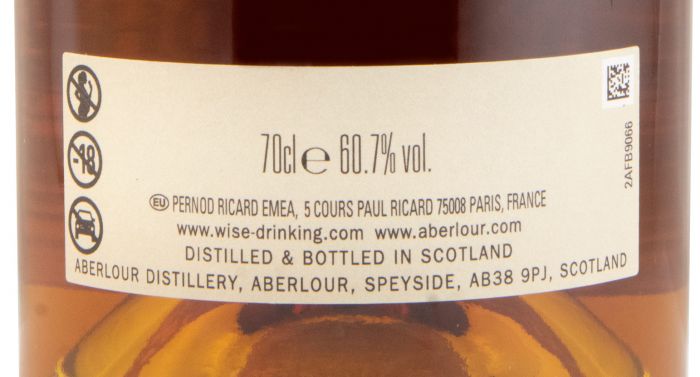 -18
70cl e 60.7% vol.
EU PERNOD RICARD EMEA, 5 COURS PAUL RICARD 75008 PARIS, FRANCE
www.wise-drinking.com www.aberlour.com
DISTILLED & BOTTLED IN SCOTLAND
ABERLOUR DISTILLERY, ABERLOUR, SPEYSIDE, AB38 9PJ, SCOTLAND
2AFB9066